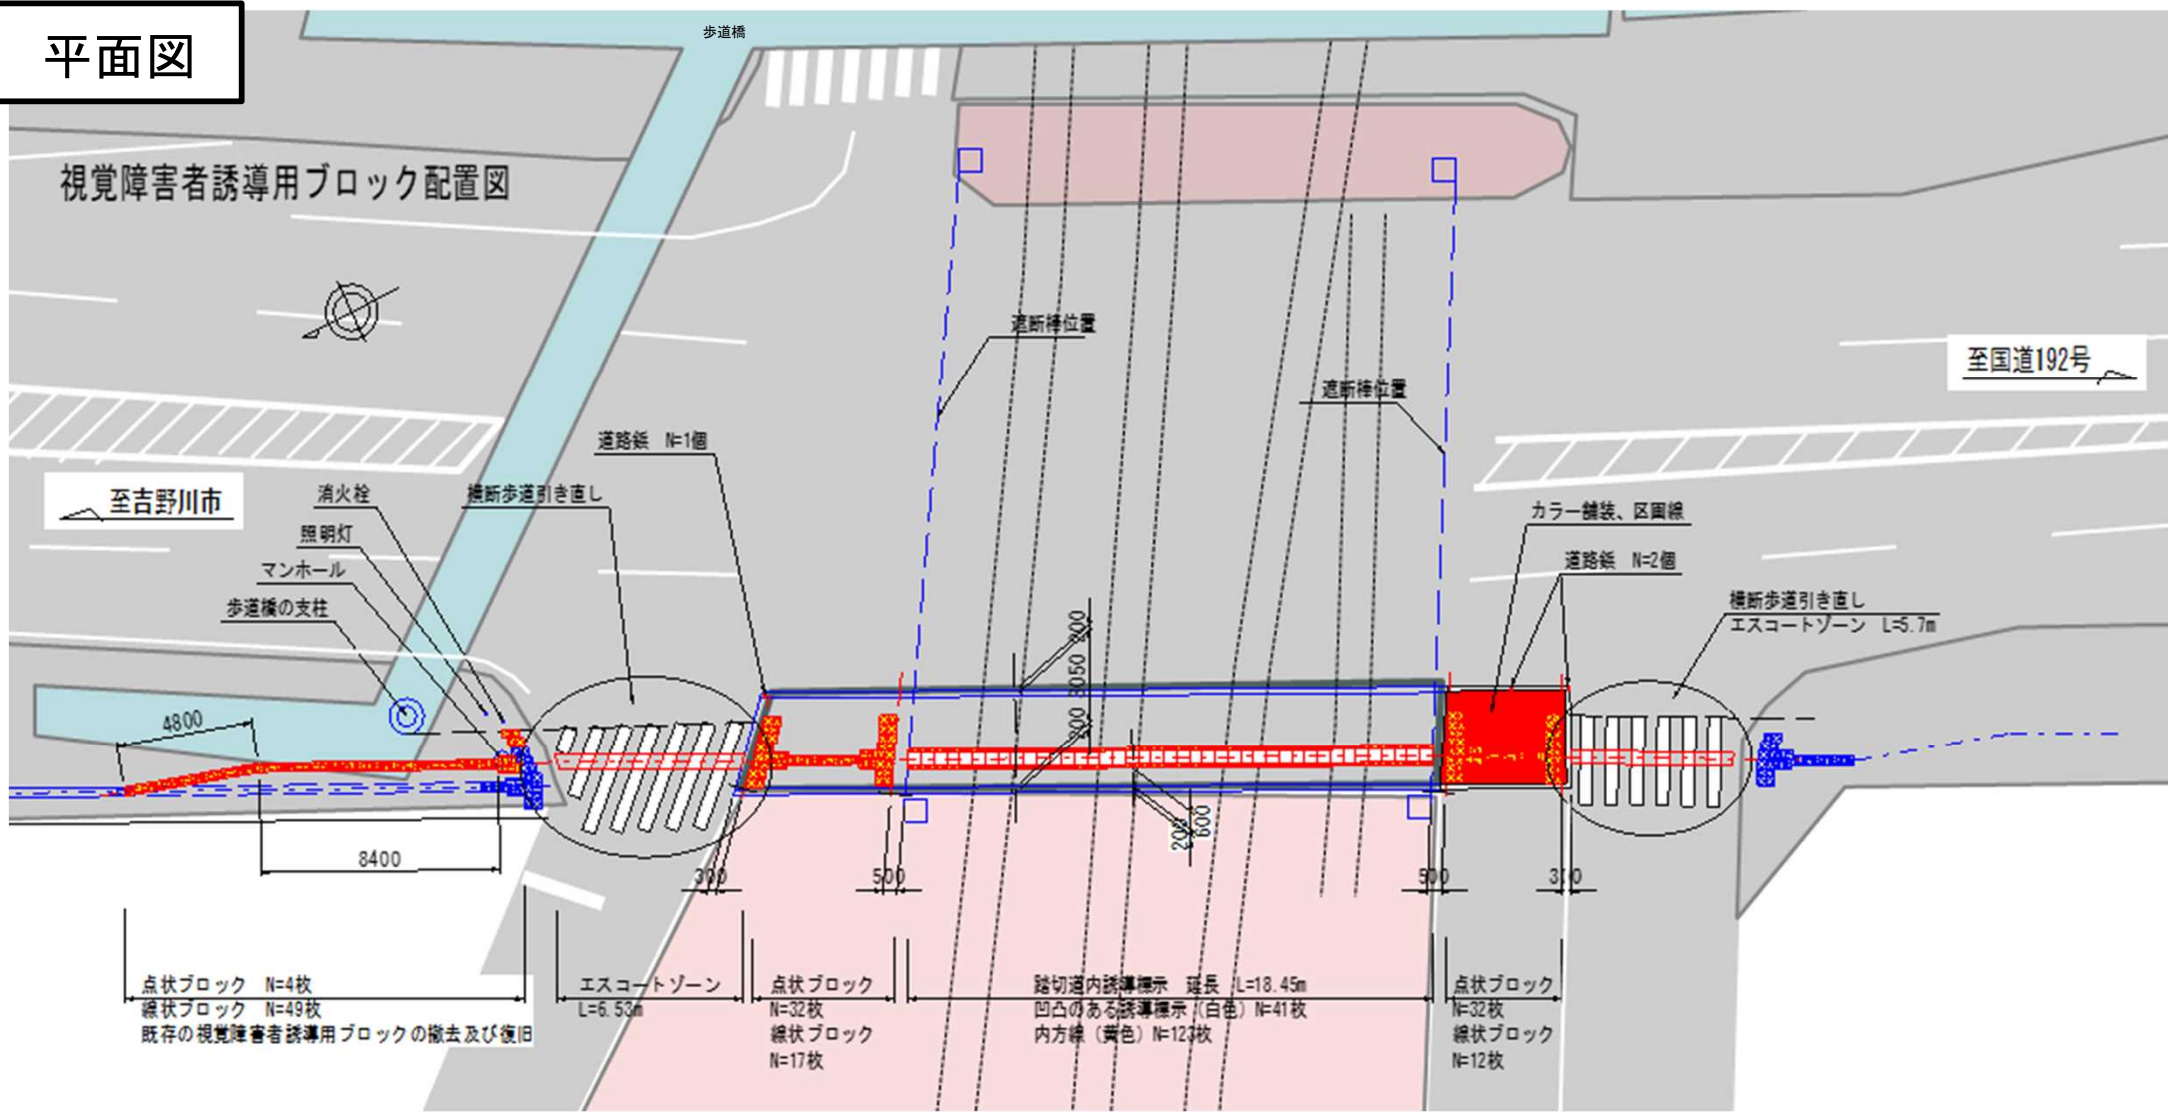 平面図
歩道橋
視覚障害者誘導用ブロック配置図
遮断棒位置
遮断棒位置
至国道192号
至吉野川市
道路鋲 N=1個
消火栓
横断歩道引き直し
照明灯
マンホール
歩道橋の支柱
カラー舗装、区画線
道路鋲 N=2個
横断歩道引き直し
エスコートゾーン L=5.7m
4800
8400
200
3050
200
200
600
300
500
500
300
点状ブロック N=4枚
線状ブロック N=49枚
既存の視覚障害者誘導用ブロックの撤去及び復旧
エスコートゾーン
L=6.53m
点状ブロック
N=32枚
線状ブロック
N=17枚
踏切道内誘導標示 延長 L=18.45m
凹凸のある誘導標示（白色）N=41枚
内方線（黄色）N=123枚
点状ブロック
N=32枚
線状ブロック
N=12枚